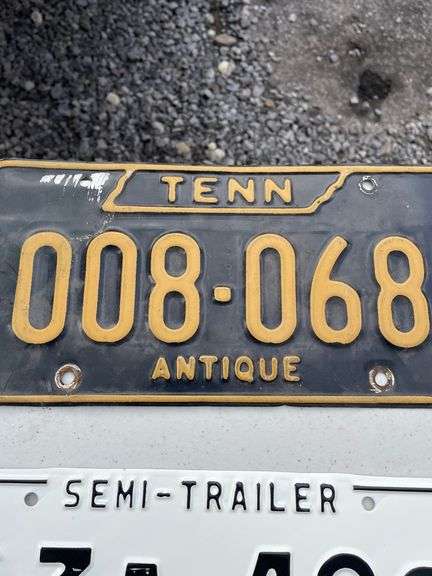 TENN
008·068
ANTIQUE
SEMI-TRAILER